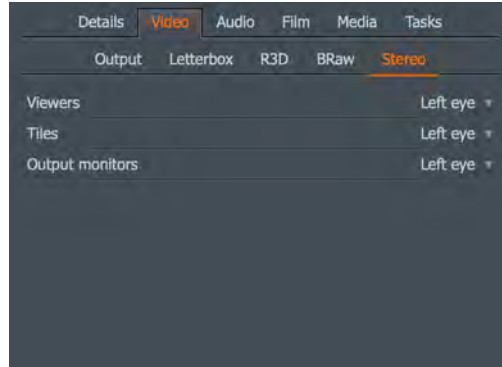 Details Video Audio Film Media Tasks
Output Letterbox R3D BRaw Stereo
Viewers Left eye
Tiles Left eye
Output monitors Left eye